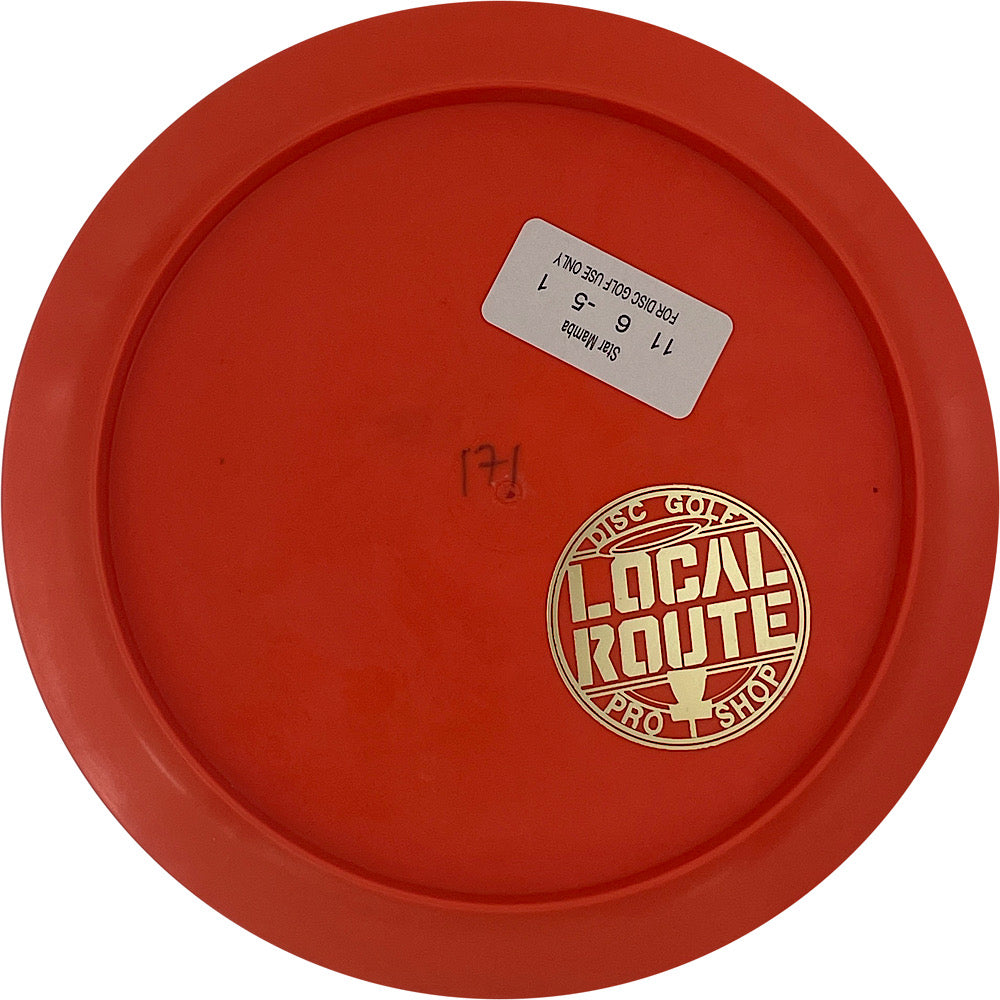 Star Mamba
11 6 -5 1
FOR DISC GOLF USE ONLY
171
DISC GOLF
LOCAL
ROUTE
PRO SHOP